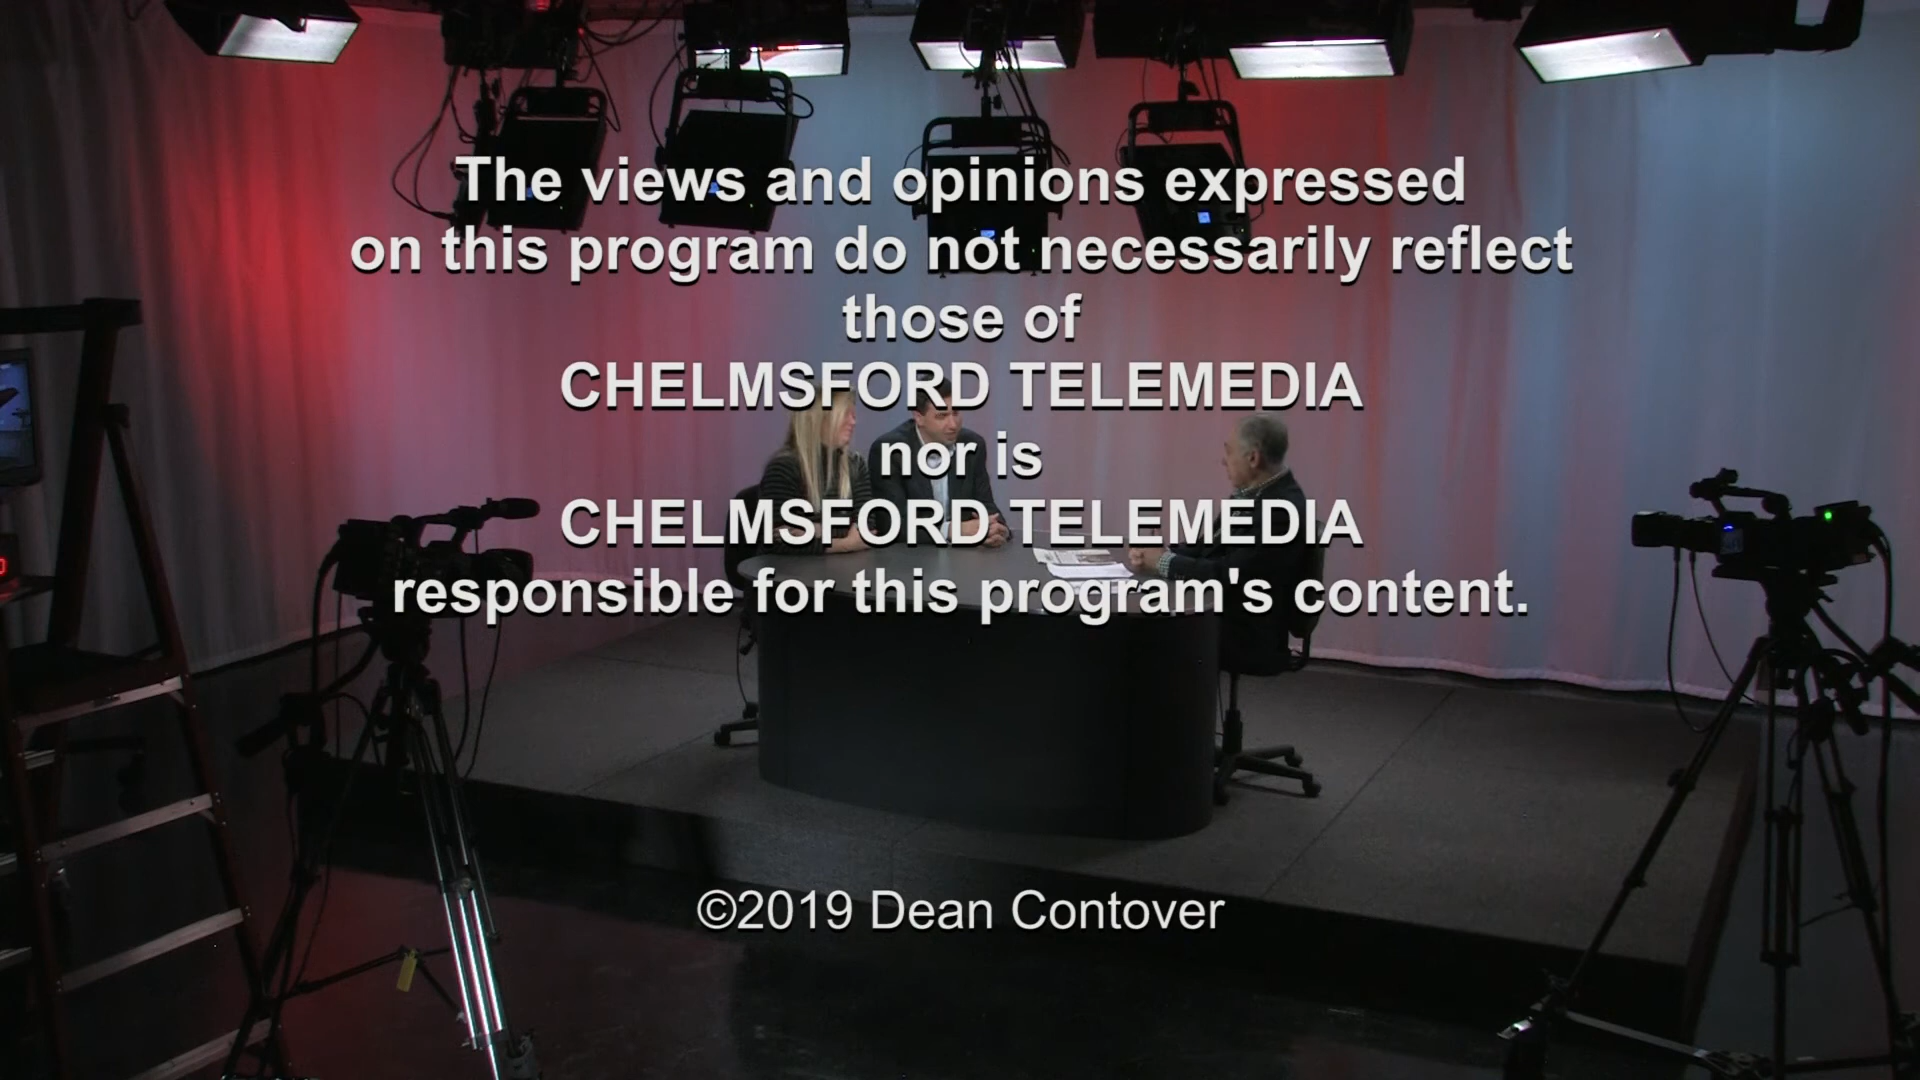 The views and opinions expressed
on this program do not necessarily reflect
those of
CHELMSFORD TELEMEDIA
nor is
CHELMSFORD TELEMEDIA
responsible for this program's content.
©2019 Dean Contover